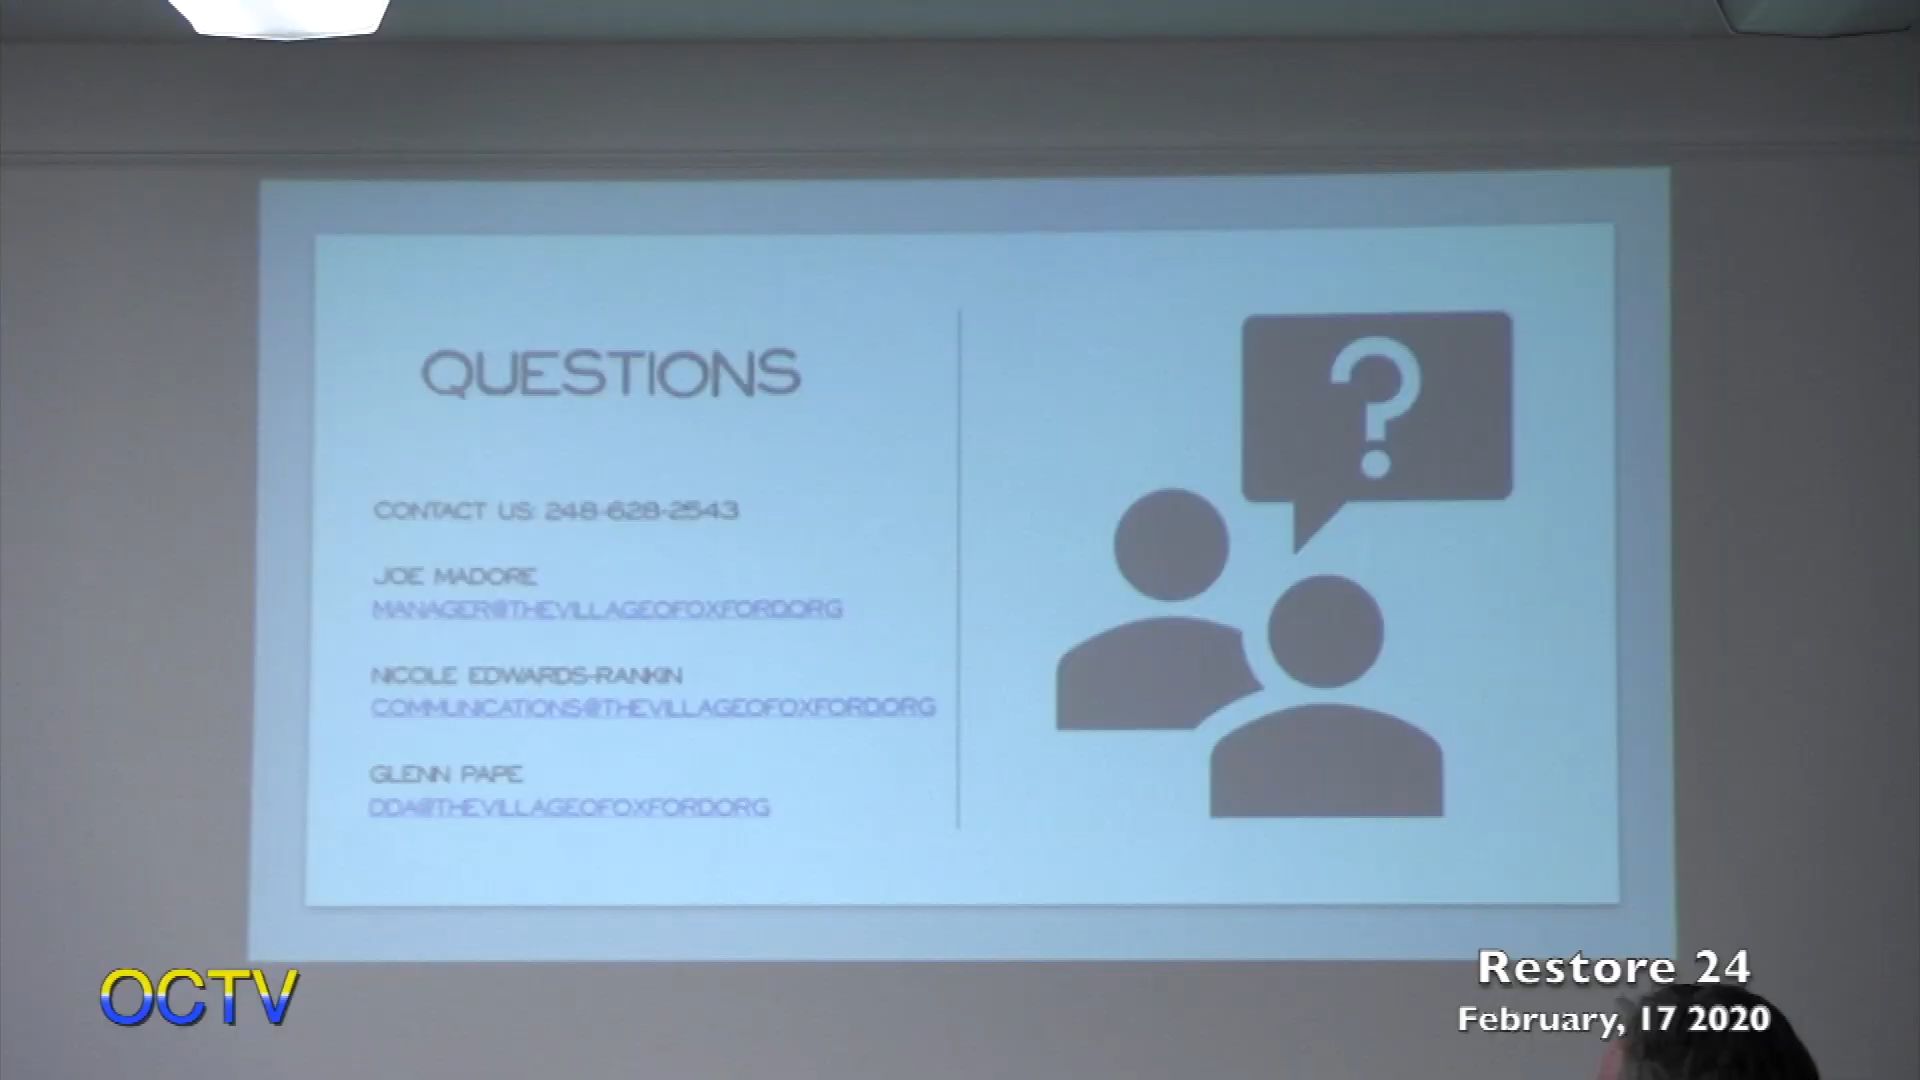 QUESTIONS
?
CONTACT US: 248-628-2543
JOE MADORE
MANAGER@THEVILLAGEOFOXFORD.ORG
NICOLE EDWARDS-RANKIN
COMMUNICATIONS@THEVILLAGEOFOXFORD.ORG
GLENN PAPE
DDA@THEVILLAGEOFOXFORD.ORG
OCTV
Restore 24
February, 17 2020